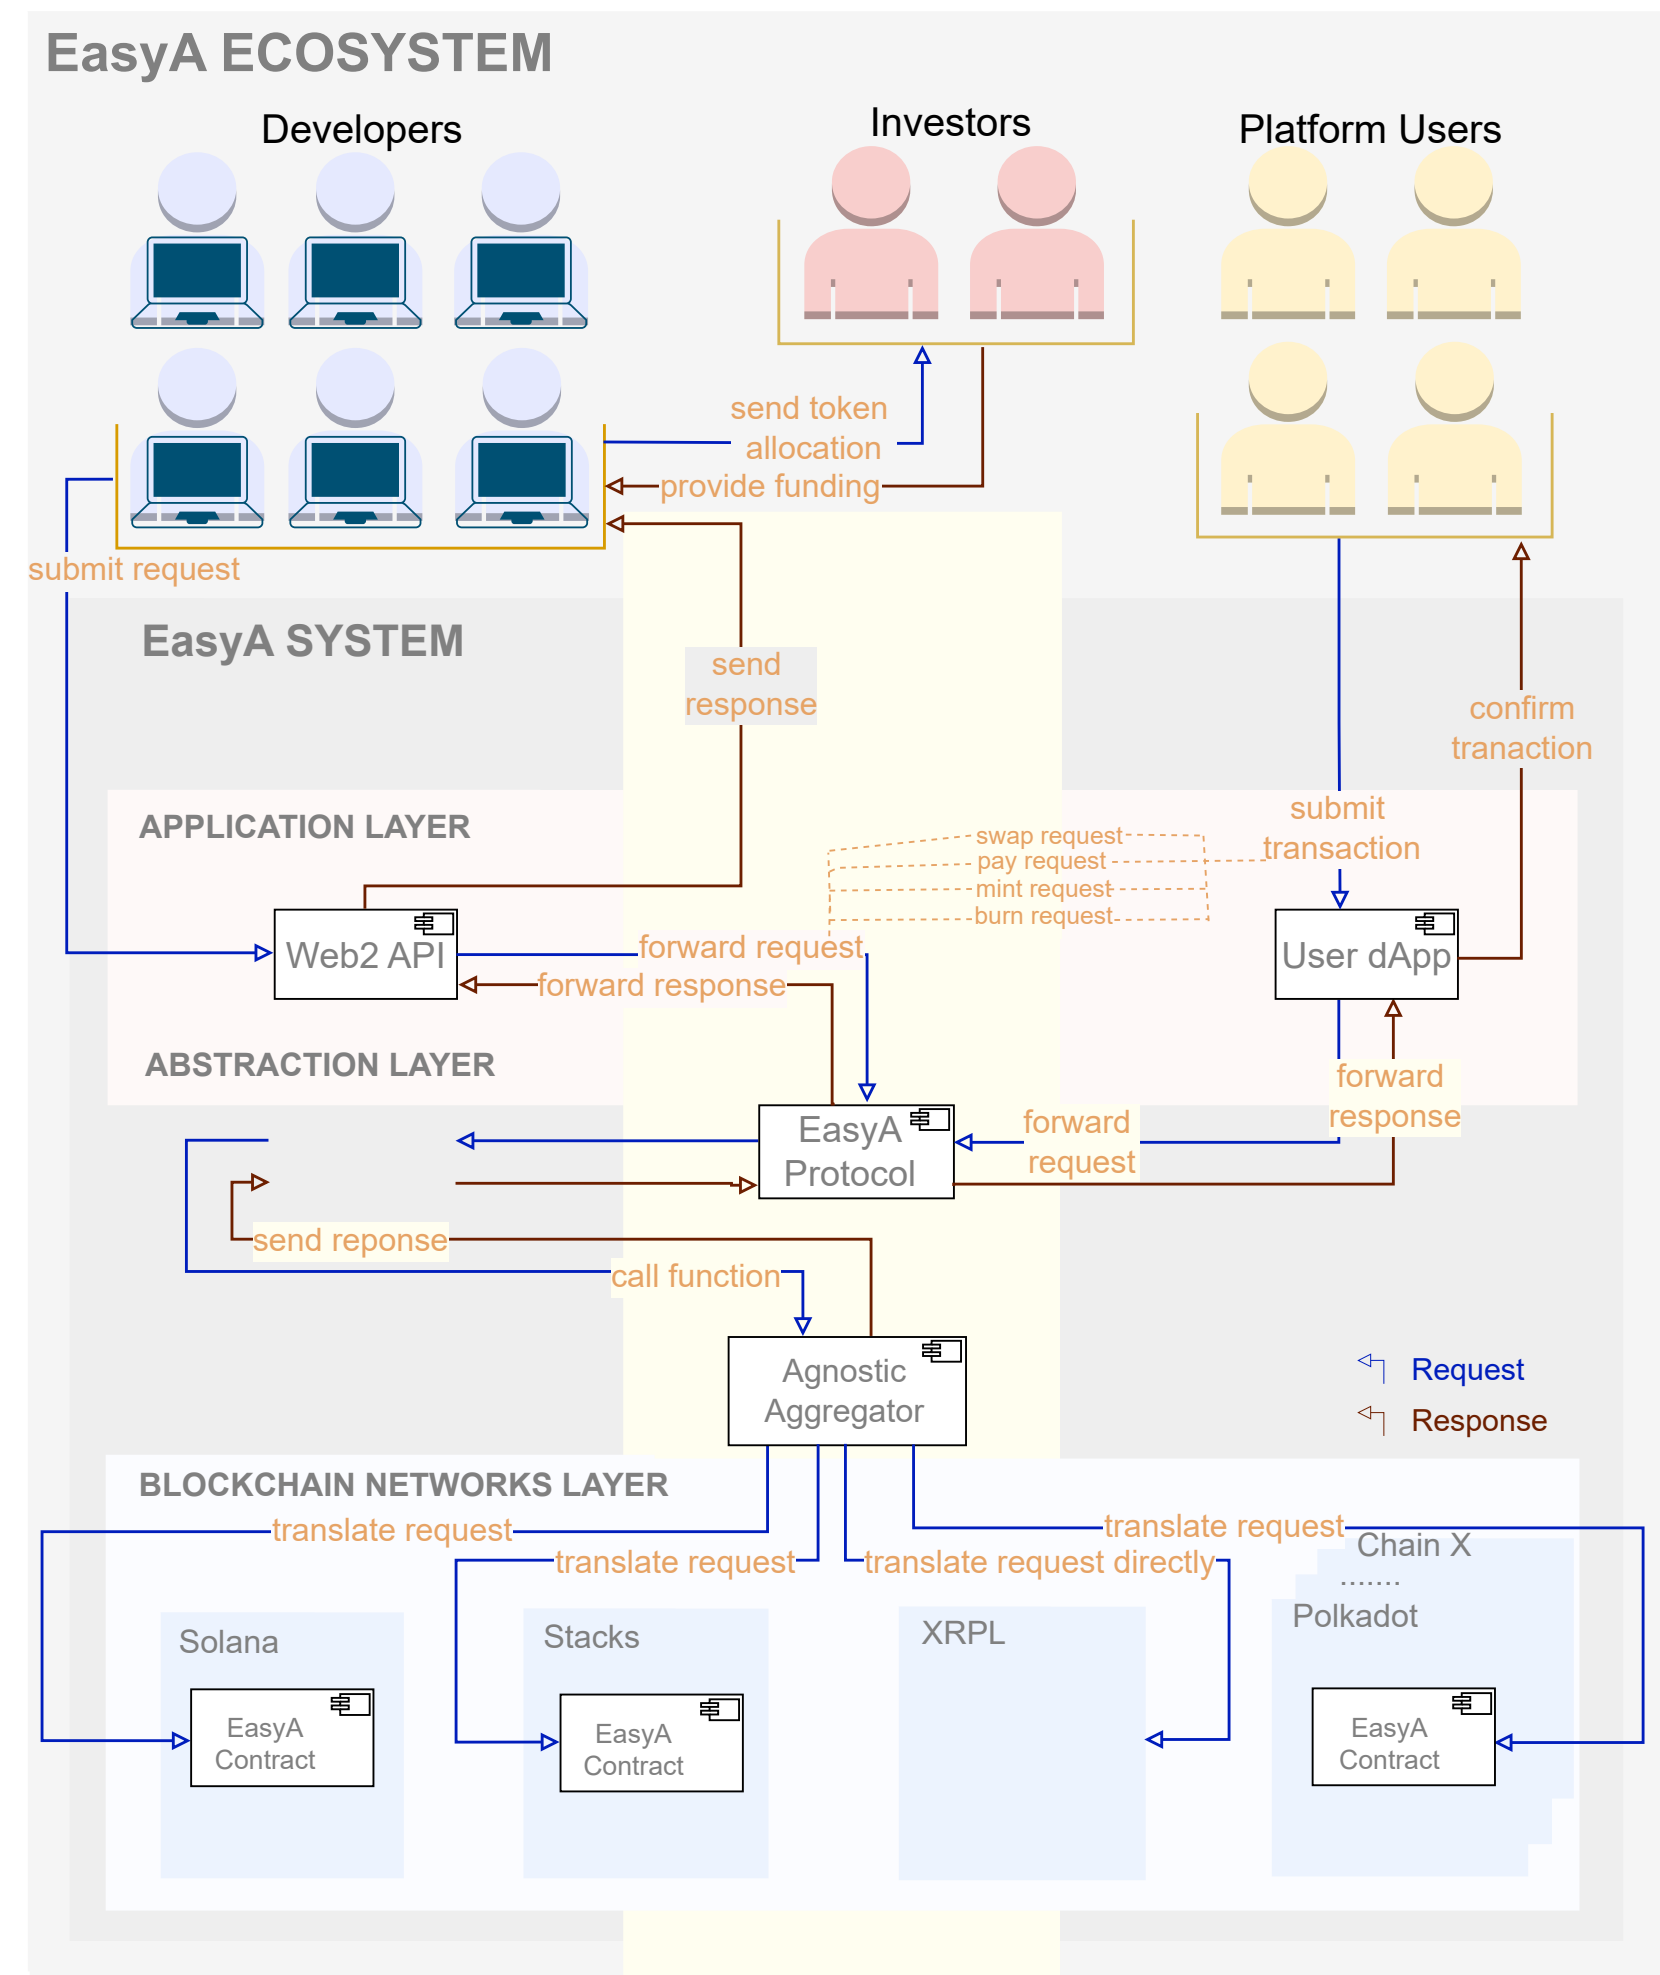 EasyA ECOSYSTEM
Developers
Investors
Platform Users
send token
allocation
provide funding
submit request
EasyA SYSTEM
send
response
confirm
tranaction
APPLICATION LAYER
submit
transaction
swap request
pay request
mint request
burn request
Web2 API
forward request
forward response
User dApp
ABSTRACTION LAYER
forward
response
EasyA
Protocol
forward
request
send reponse
call function
Agnostic
Aggregator
Request
Response
BLOCKCHAIN NETWORKS LAYER
translate request
translate request
translate request directly
translate request
Chain X
.......
Polkadot
Solana
Stacks
XRPL
EasyA
Contract
EasyA
Contract
EasyA
Contract